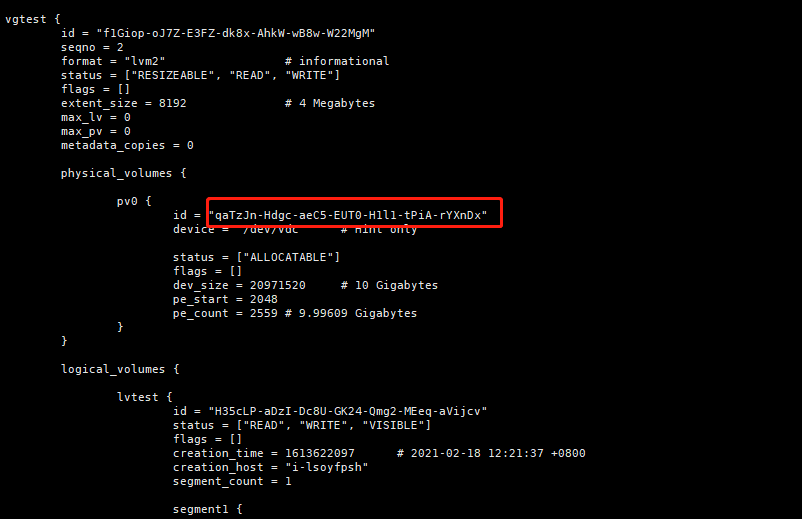 vgtest {
id = "f1Giop-oJ7Z-E3FZ-dk8x-AhkW-wB8w-W22MgM"
seqno = 2
format = "lvm2" # informational
status = ["RESIZEABLE", "READ", "WRITE"]
flags = []
extent_size = 8192 # 4 Megabytes
max_lv = 0
max_pv = 0
metadata_copies = 0
physical_volumes {
pv0 {
id = "qaTzJn-Hdgc-aeC5-EUT0-H1l1-tPiA-rYXnDx"
device = "/dev/vdc" # Hint only
status = ["ALLOCATABLE"]
flags = []
dev_size = 20971520 # 10 Gigabytes
pe_start = 2048
pe_count = 2559 # 9.99609 Gigabytes
}
}
logical_volumes {
lvtest {
id = "H35cLP-aDzI-Dc8U-GK24-Qmg2-MEeq-aVijcv"
status = ["READ", "WRITE", "VISIBLE"]
flags = []
creation_time = 1613622097 # 2021-02-18 12:21:37 +0800
creation_host = "i-lsoyfpsh"
segment_count = 1
segment1 {